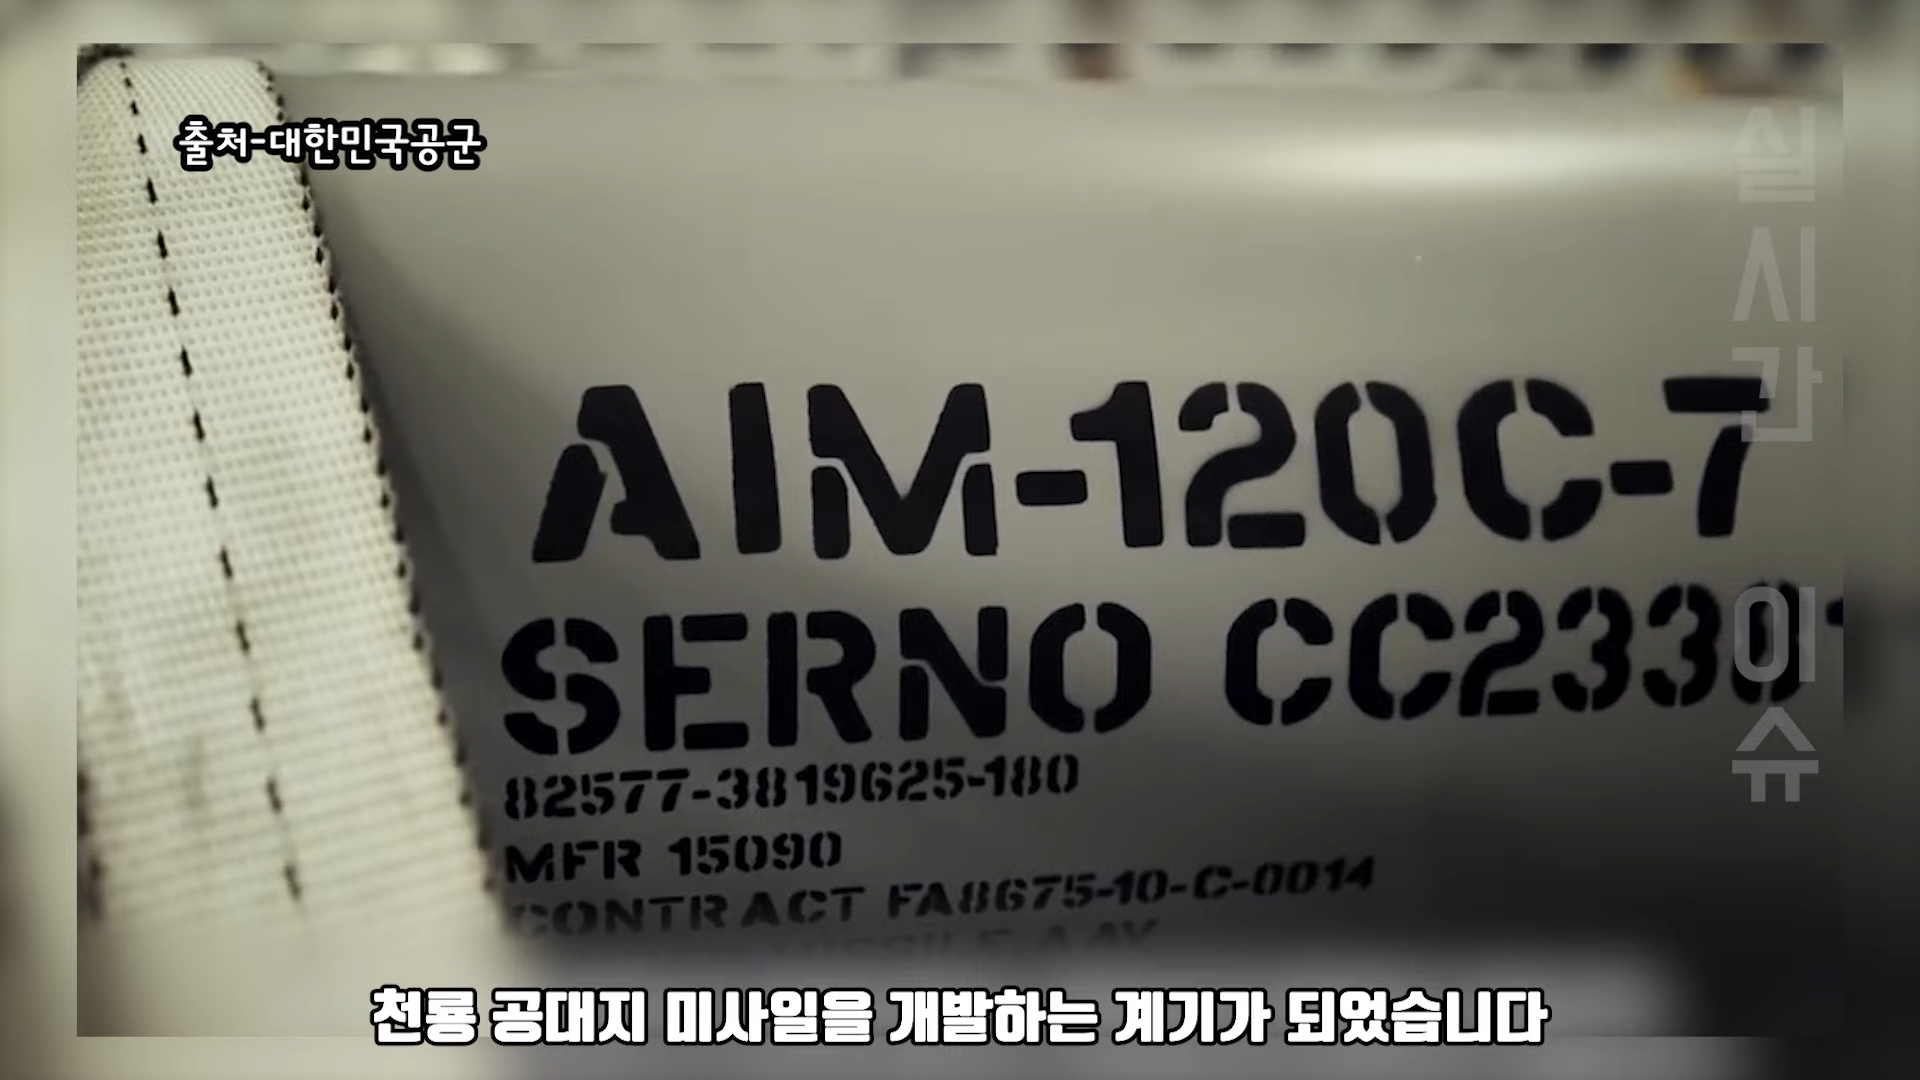 출처-대한민국공군
AIM-120C-7
SERNO CC2330
82577-3819625-180
MFR 15090
CONTRACT FA8675-10-C-0014
실시간 이슈
천룡 공대지 미사일을 개발하는 계기가 되었습니다